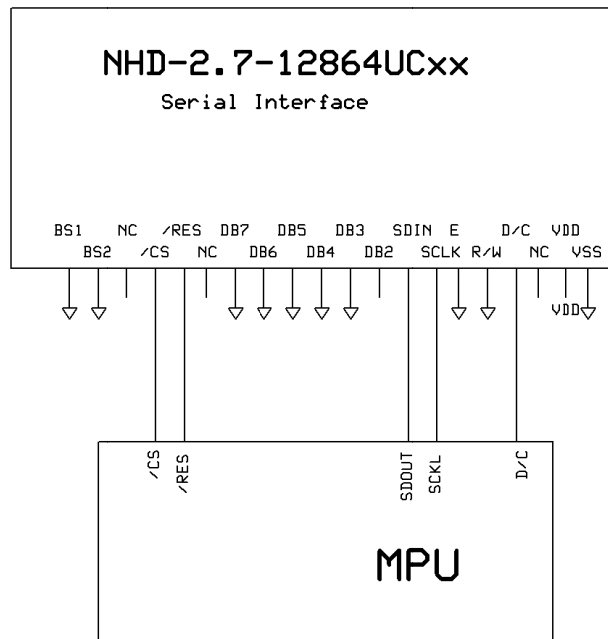 NHD-2.7-12864UCxx
Serial Interface
BS1 NC /RES DB7 DB5 DB3 SDIN E D/C VDD
BS2 /CS NC DB6 DB4 DB2 SCLK R/W NC VSS
VDD
/CS /RES SDOUT SCKL D/C
MPU